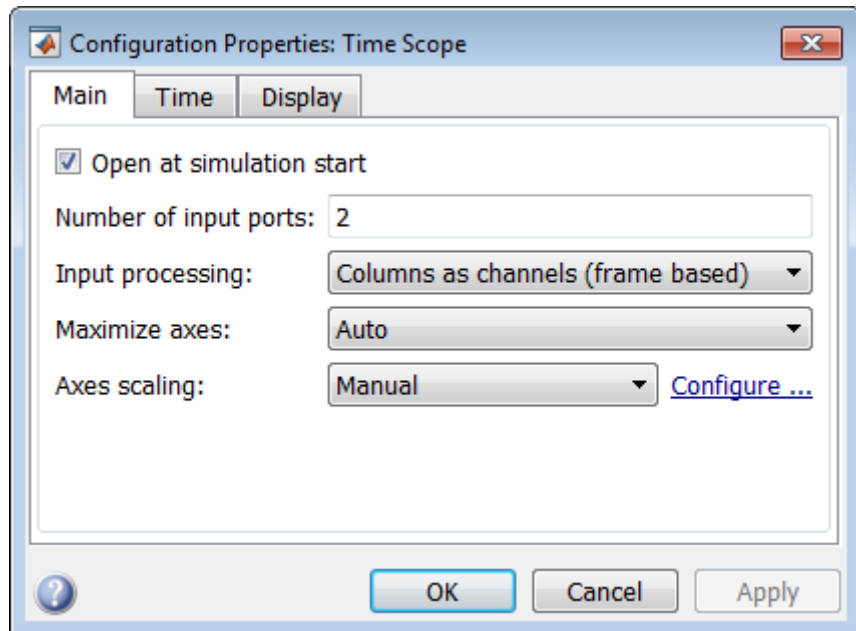 Configuration Properties: Time Scope
Main Time Display
Open at simulation start
Number of input ports: 2
Input processing: Columns as channels (frame based)
Maximize axes: Auto
Axes scaling: Manual Configure ...
? OK Cancel Apply